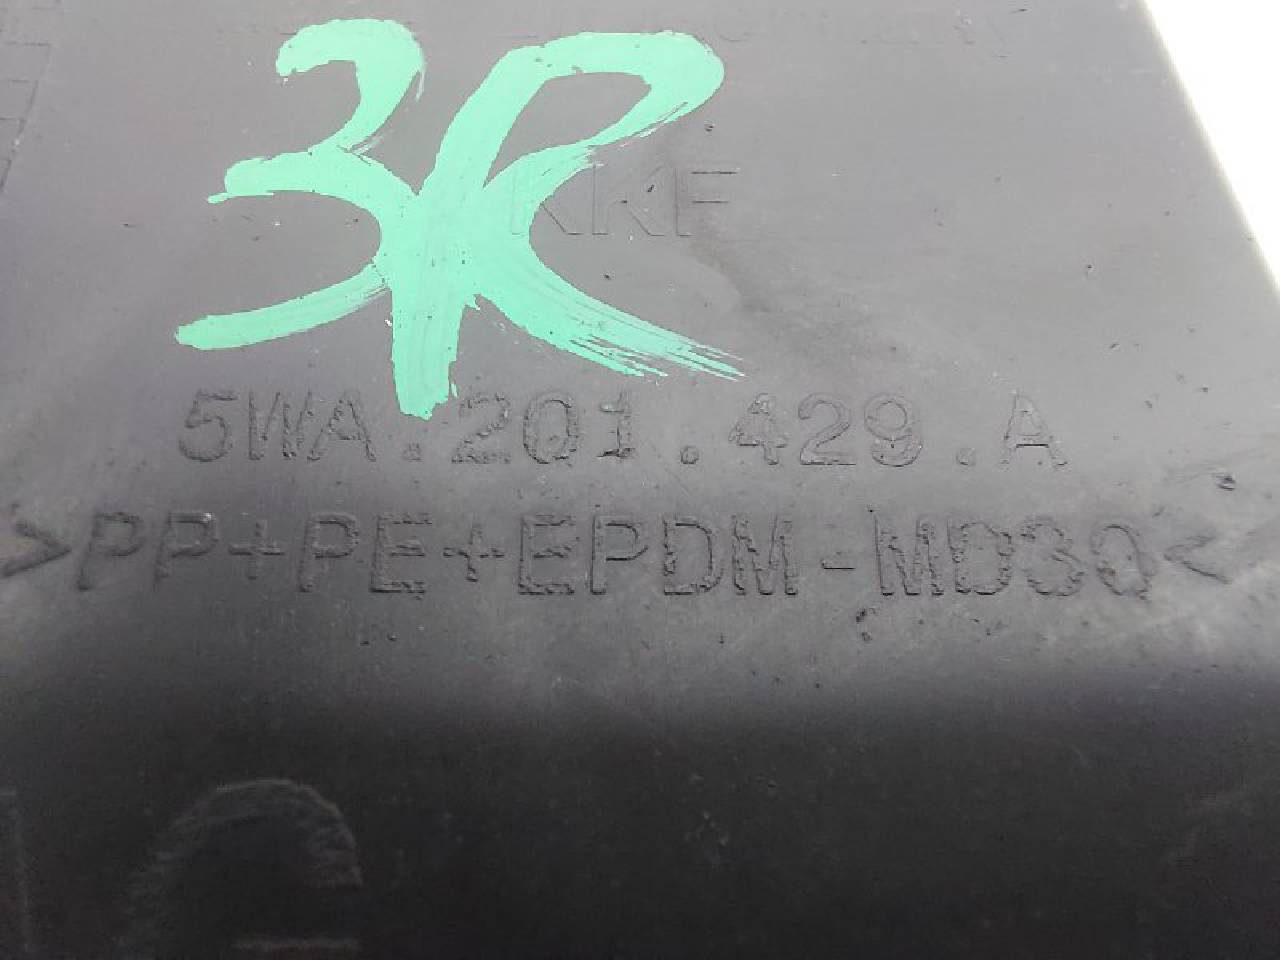 3R
KKF
5WA.201.429.A
>PP+PE+EPDM-MD30<